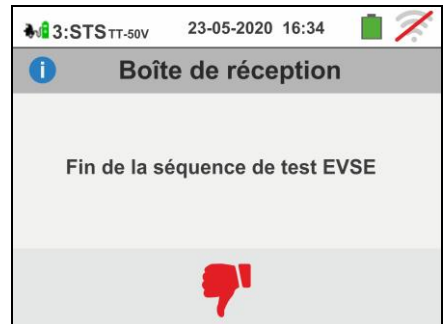 3:STS TT-50V 23-05-2020 16:34
i Boîte de réception
Fin de la séquence de test EVSE